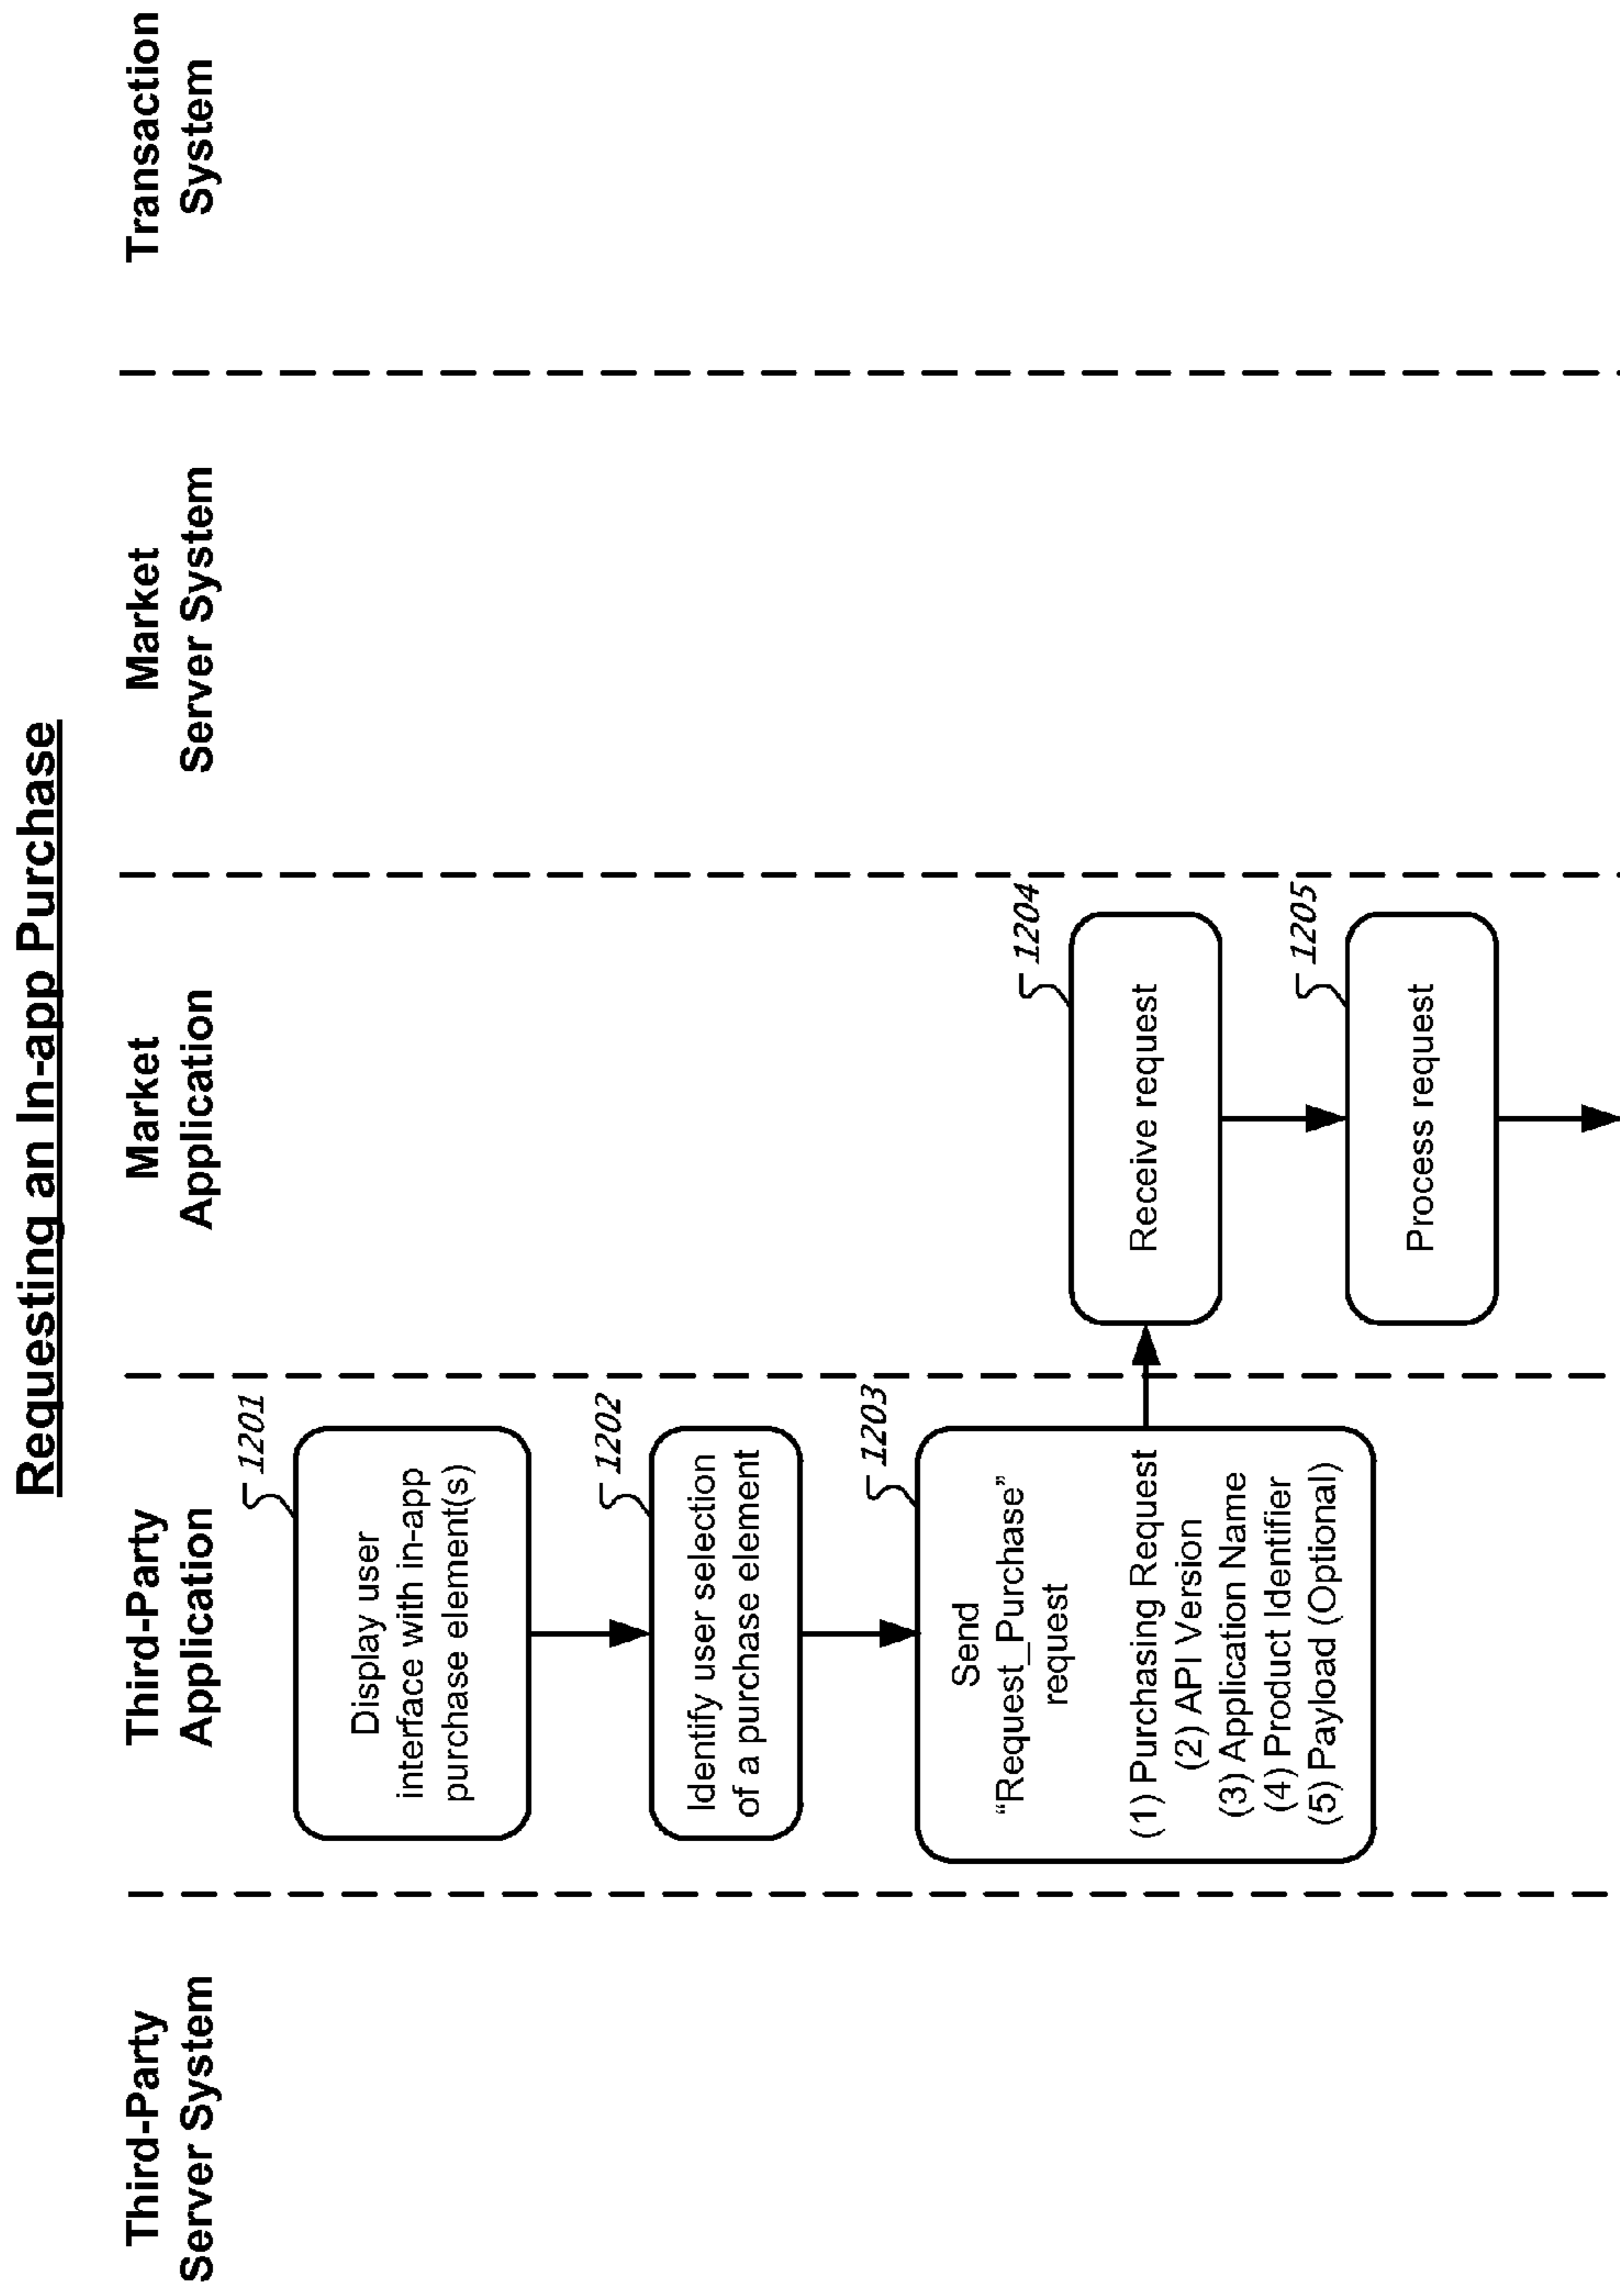 Requesting an In-app Purchase
Third-Party
Server System
Third-Party
Application
Market
Application
Market
Server System
Transaction
System
1201
Display user
interface with in-app
purchase element(s)
1202
Identify user selection
of a purchase element
1203
Send
“Request_Purchase”
request
(1) Purchasing Request
(2) API Version
(3) Application Name
(4) Product Identifier
(5) Payload (Optional)
1204
Receive request
1205
Process request